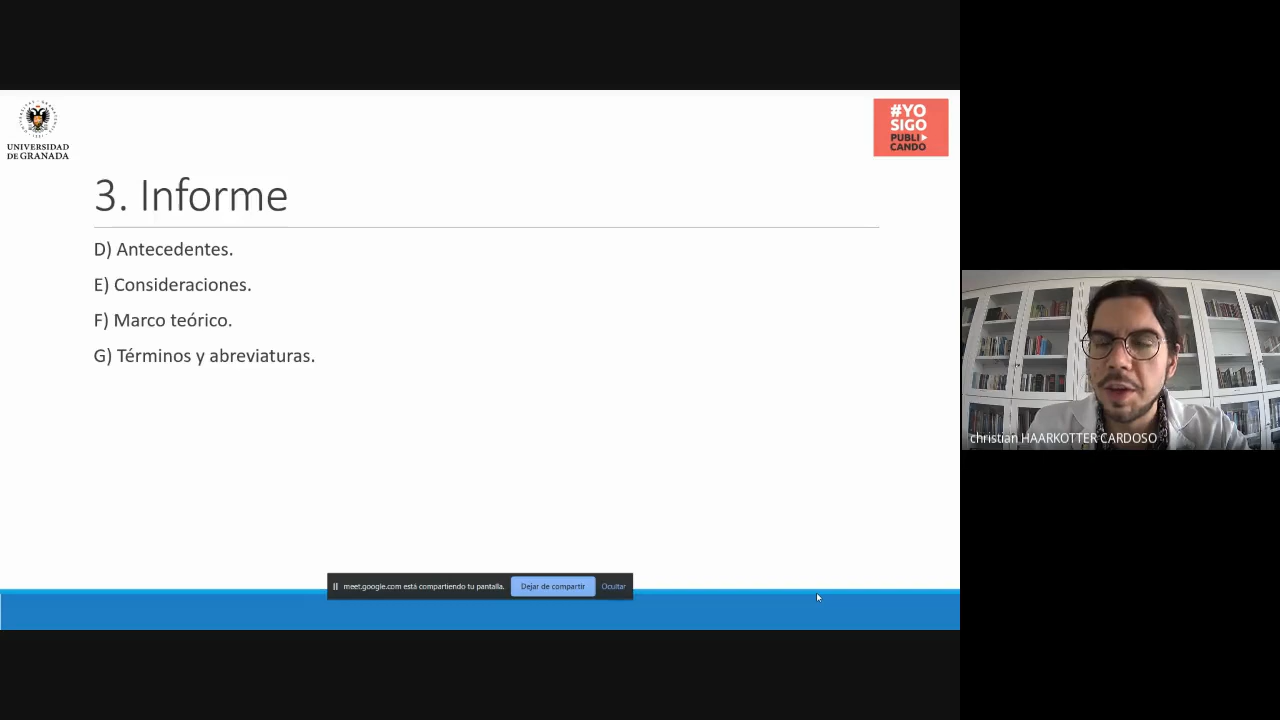 UNIVERSIDAD
DE GRANADA
#YO
SIGO
PUBLI
CANDO
3. Informe
D) Antecedentes.
E) Consideraciones.
F) Marco teórico.
G) Términos y abreviaturas.
christian HAARKOTTER CARDOSO
meet.google.com está compartiendo tu pantalla.
Dejar de compartir
Ocultar